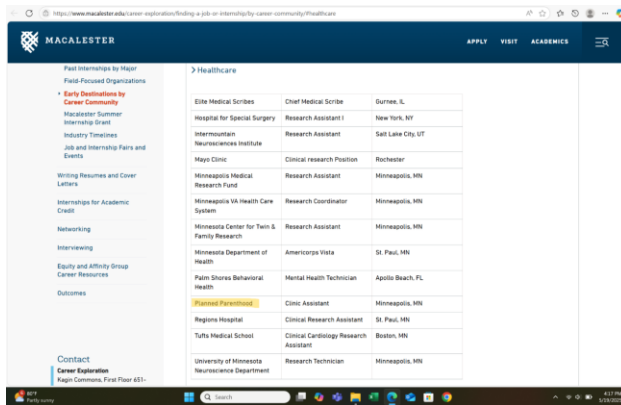 https://www.macalester.edu/career-exploration/finding-a-job-or-internship/by-career-community/#healthcare
MACALESTER
APPLY VISIT ACADEMICS
Past Internships by Major
Field-Focused Organizations
Early Destinations by
Career Community
Macalester Summer
Internship Grant
Industry Timelines
Job and Internship Fairs and
Events
Writing Resumes and Cover
Letters
Internships for Academic
Credit
Networking
Interviewing
Equity and Affinity Group
Career Resources
Outcomes
Contact
Career Exploration
Kagin Commons, First Floor 651-
Healthcare
Elite Medical Scribes Chief Medical Scribe Gurnee, IL
Hospital for Special Surgery Research Assistant I New York, NY
Intermountain Research Assistant Salt Lake City, UT
Neurosciences Institute
Mayo Clinic Clinical research Position Rochester
Minneapolis Medical Research Assistant Minneapolis, MN
Research Fund
Minneapolis VA Health Care Research Coordinator Minneapolis, MN
System
Minnesota Center for Twin & Research Assistant Minneapolis, MN
Family Research
Minnesota Department of Americorps Vista St. Paul, MN
Health
Palm Shores Behavioral Mental Health Technician Apollo Beach, FL
Health
Planned Parenthood Clinic Assistant Minneapolis, MN
Regions Hospital Clinical Research Assistant St. Paul, MN
Tufts Medical School Clinical Cardiology Research Boston, MN
Assistant
University of Minnesota Research Technician Minneapolis, MN
Neuroscience Department
Partly sunny
Search
4:17 PM